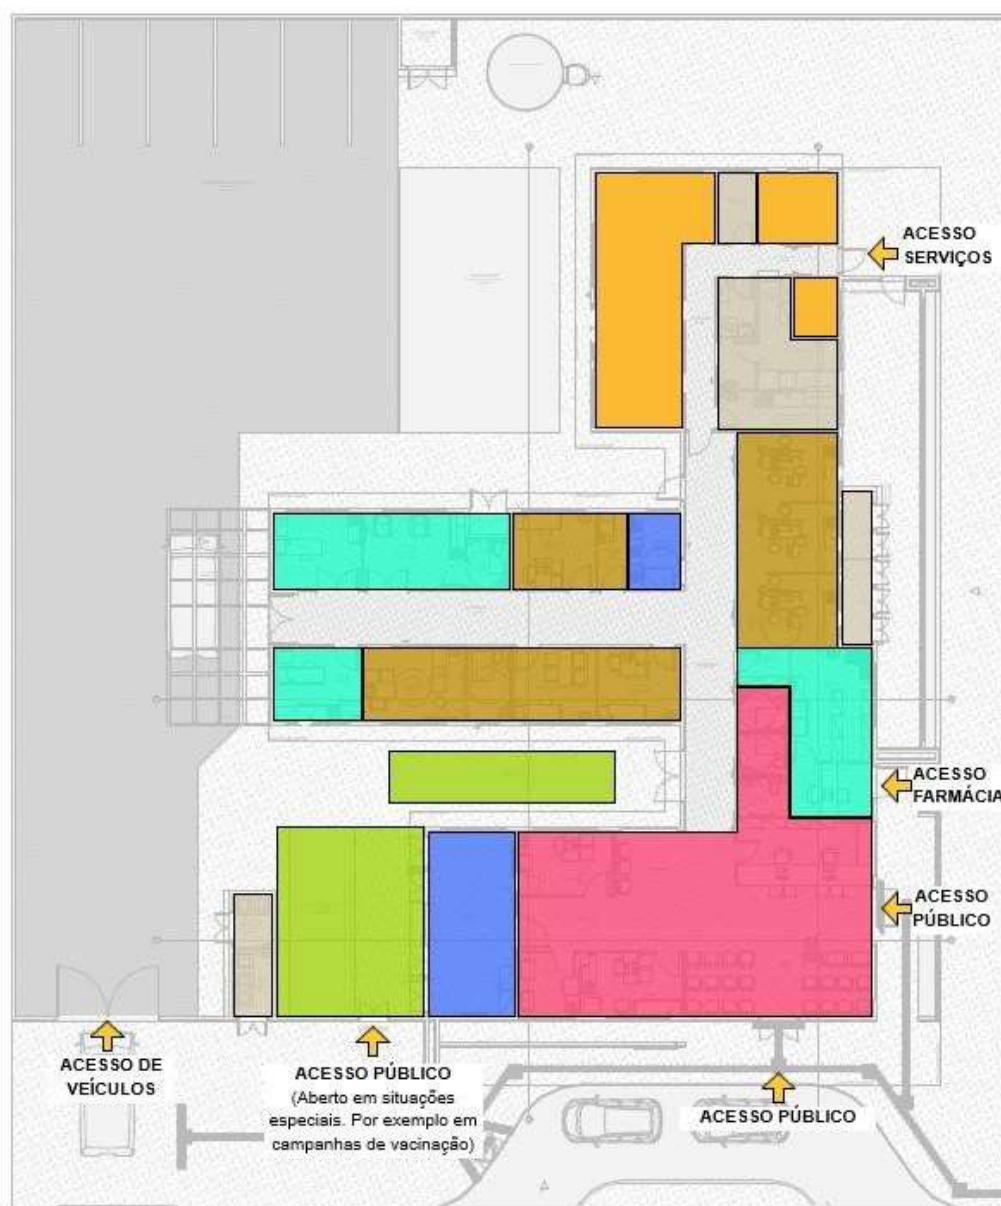 ACESSO
SERVIÇOS
ACESSO
FARMÁCIA
ACESSO
PÚBLICO
ACESSO DE
VEÍCULOS
ACESSO PÚBLICO
(Aberto em situações
especiais. Por exemplo em
campanhas de vacinação)
ACESSO PÚBLICO